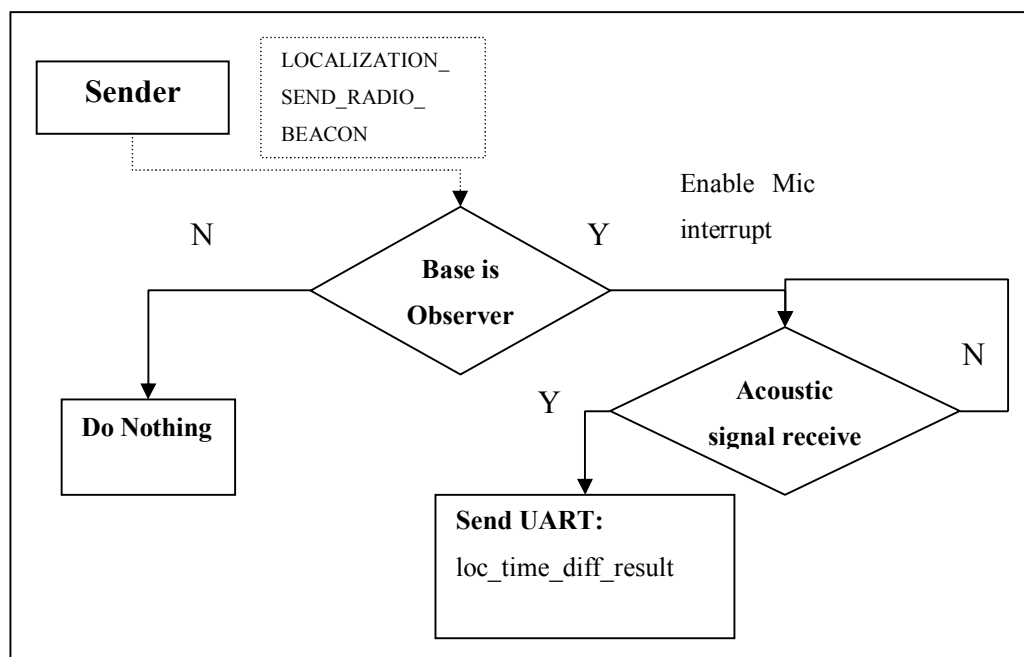 Sender
LOCALIZATION_
SEND_RADIO_
BEACON
Enable Mic
interrupt
N
Y
Base is
Observer
N
Y
Acoustic
signal receive
Do Nothing
Send UART:
loc_time_diff_result